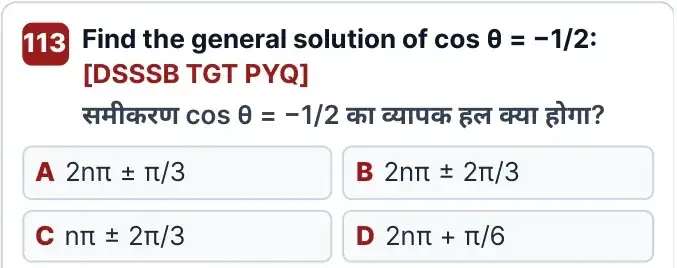 113 Find the general solution of cos θ = −1/2:
[DSSSB TGT PYQ]
समीकरण cos θ = −1/2 का व्यापक हल क्या होगा?
A 2nπ ± π/3
B 2nπ ± 2π/3
C nπ ± 2π/3
D 2nπ + π/6